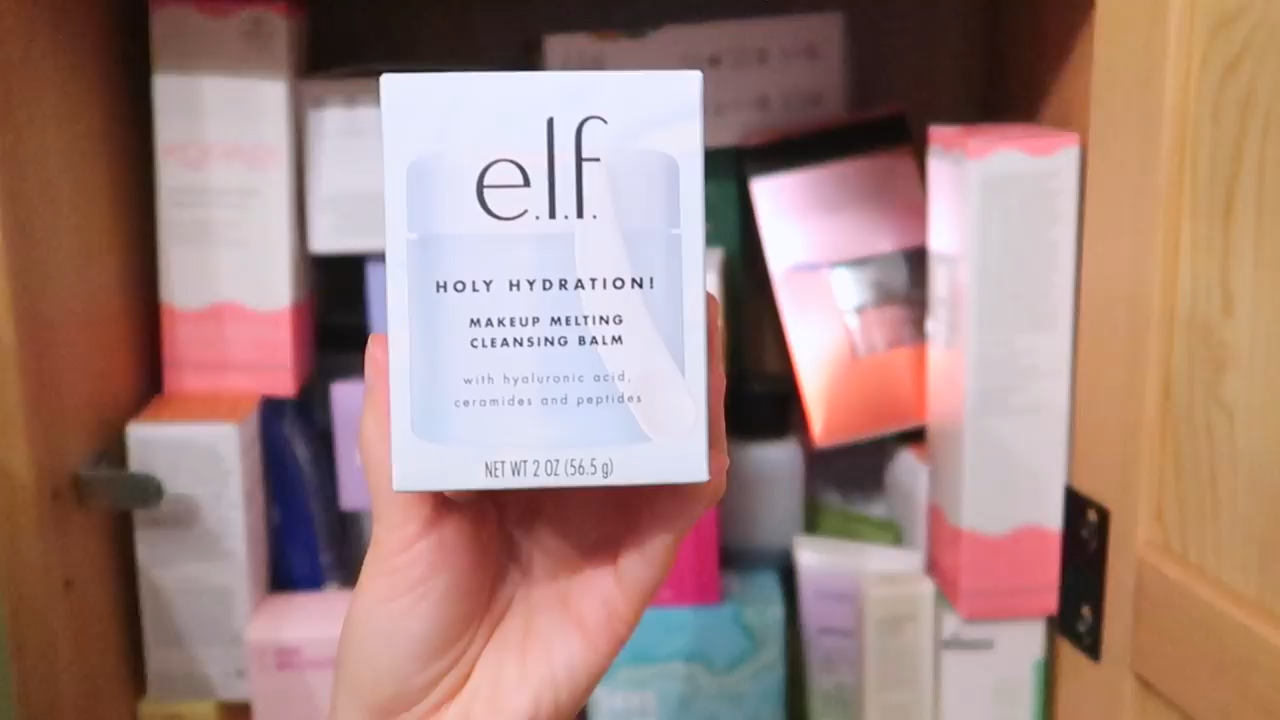 e.l.f.
HOLY HYDRATION!
MAKEUP MELTING
CLEANSING BALM
with hyaluronic acid,
ceramides and peptides
NET WT 2 OZ (56.5 g)